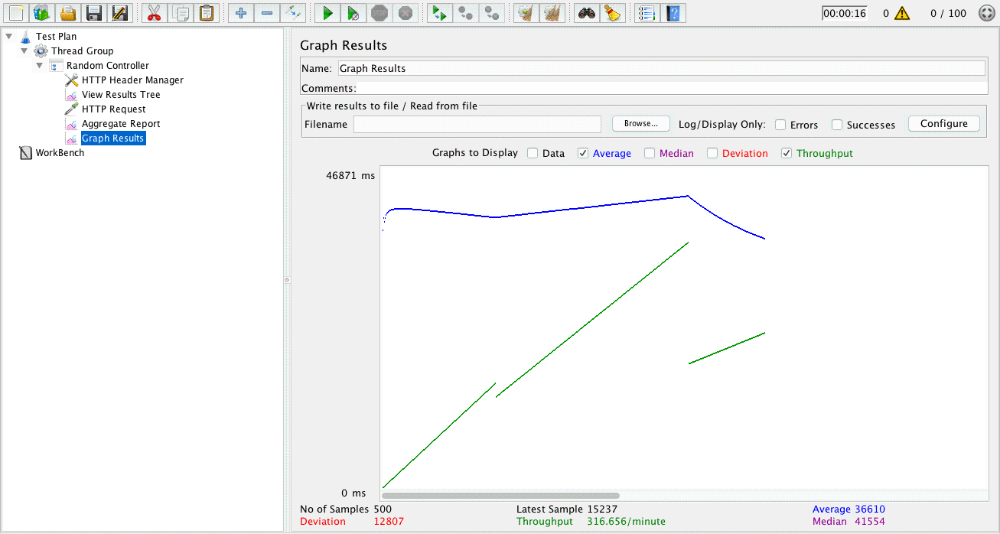 00:00:16 0 0 / 100
Test Plan
Thread Group
Random Controller
HTTP Header Manager
View Results Tree
HTTP Request
Aggregate Report
Graph Results
WorkBench
Graph Results
Name: Graph Results
Comments:
Write results to file / Read from file
Filename Browse... Log/Display Only: Errors Successes Configure
Graphs to Display Data Average Median Deviation Throughput
46871 ms
0 ms
No of Samples 500 Latest Sample 15237 Average 36610
Deviation 12807 Throughput 316.656/minute Median 41554